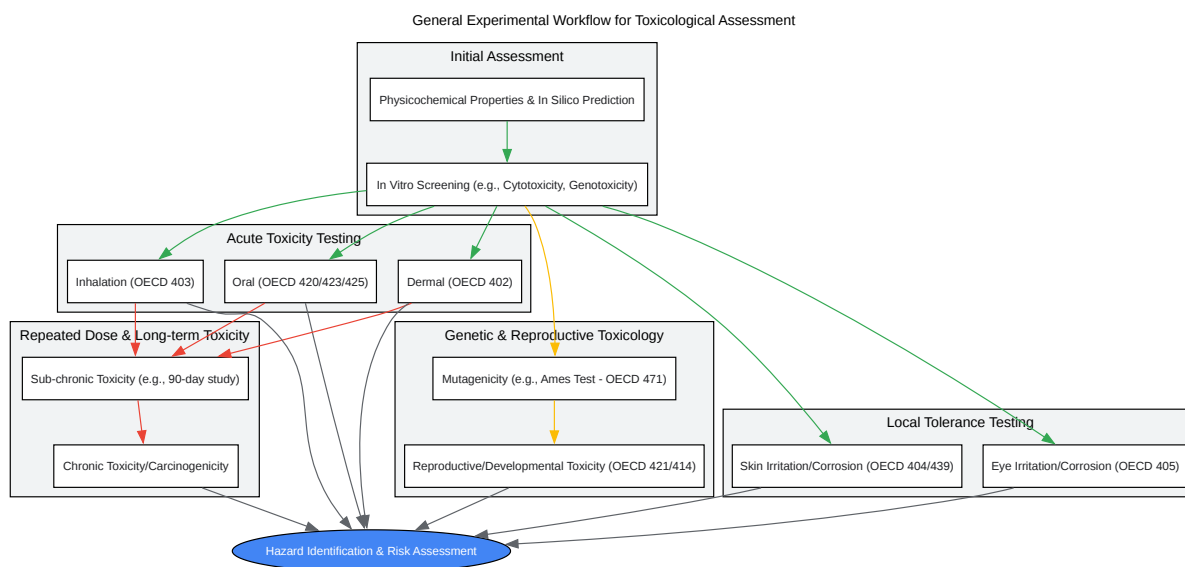 General Experimental Workflow for Toxicological Assessment
Initial Assessment
Physicochemical Properties & In Silico Prediction
In Vitro Screening (e.g., Cytotoxicity, Genotoxicity)
Acute Toxicity Testing
Inhalation (OECD 403)
Oral (OECD 420/423/425)
Dermal (OECD 402)
Repeated Dose & Long-term Toxicity
Sub-chronic Toxicity (e.g., 90-day study)
Chronic Toxicity/Carcinogenicity
Genetic & Reproductive Toxicology
Mutagenicity (e.g., Ames Test - OECD 471)
Reproductive/Developmental Toxicity (OECD 421/414)
Local Tolerance Testing
Skin Irritation/Corrosion (OECD 404/439)
Eye Irritation/Corrosion (OECD 405)
Hazard Identification & Risk Assessment